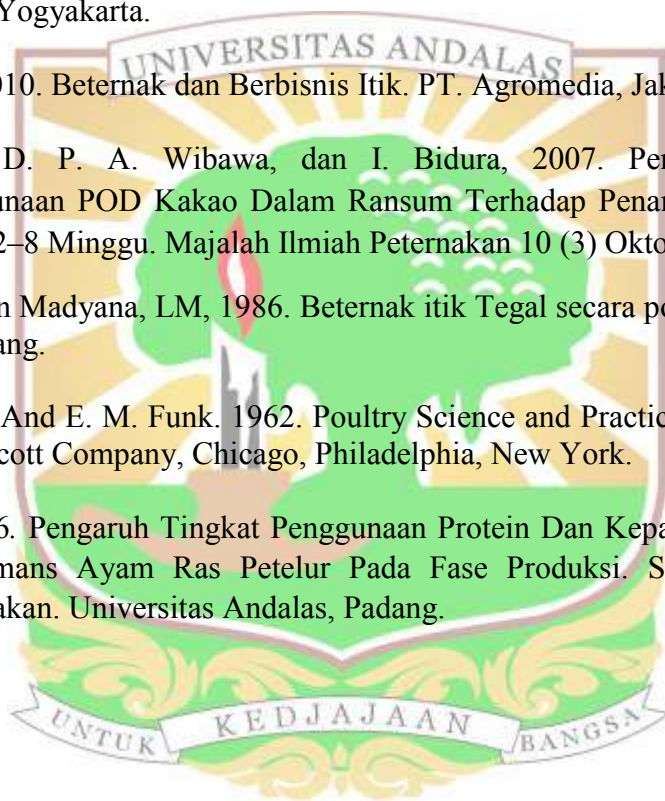 Yogyakarta.
UNIVERSITAS ANDALAS
010. Beternak dan Berbisnis Itik. PT. Agromedia, Jak
D. P. A. Wibawa, dan I. Bidura, 2007. Per
unaan POD Kakao Dalam Ransum Terhadap Penar
2–8 Minggu. Majalah Ilmiah Peternakan 10 (3) Okto
n Madyana, LM, 1986. Beternak itik Tegal secara po
ang.
And E. M. Funk. 1962. Poultry Science and Practic
cott Company, Chicago, Philadelphia, New York.
6. Pengaruh Tingkat Penggunaan Protein Dan Kepa
mans Ayam Ras Petelur Pada Fase Produksi. S
akan. Universitas Andalas, Padang.
UNTUK KEDJAJAAN BANGSA